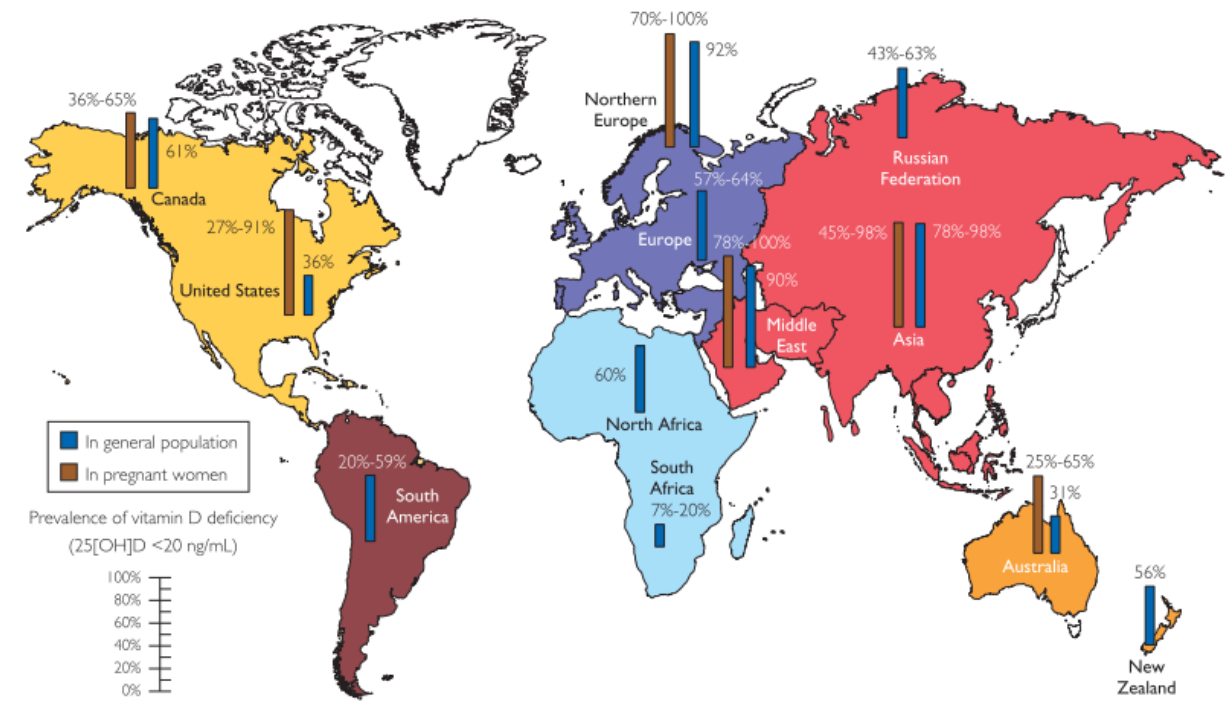 70%-100%
92%
Northern
Europe
43%-63%
Russian
Federation
36%-65%
61%
Canada
27%-91%
36%
United States
57%-64%
Europe
78%-100%
90%
Middle
East
45%-98%
78%-98%
Asia
60%
North Africa
South
Africa
7%-20%
20%-59%
South
America
25%-65%
31%
Australia
56%
New
Zealand
In general population
In pregnant women
Prevalence of vitamin D deficiency
(25[OH]D <20 ng/mL)
100%
80%
60%
40%
20%
0%